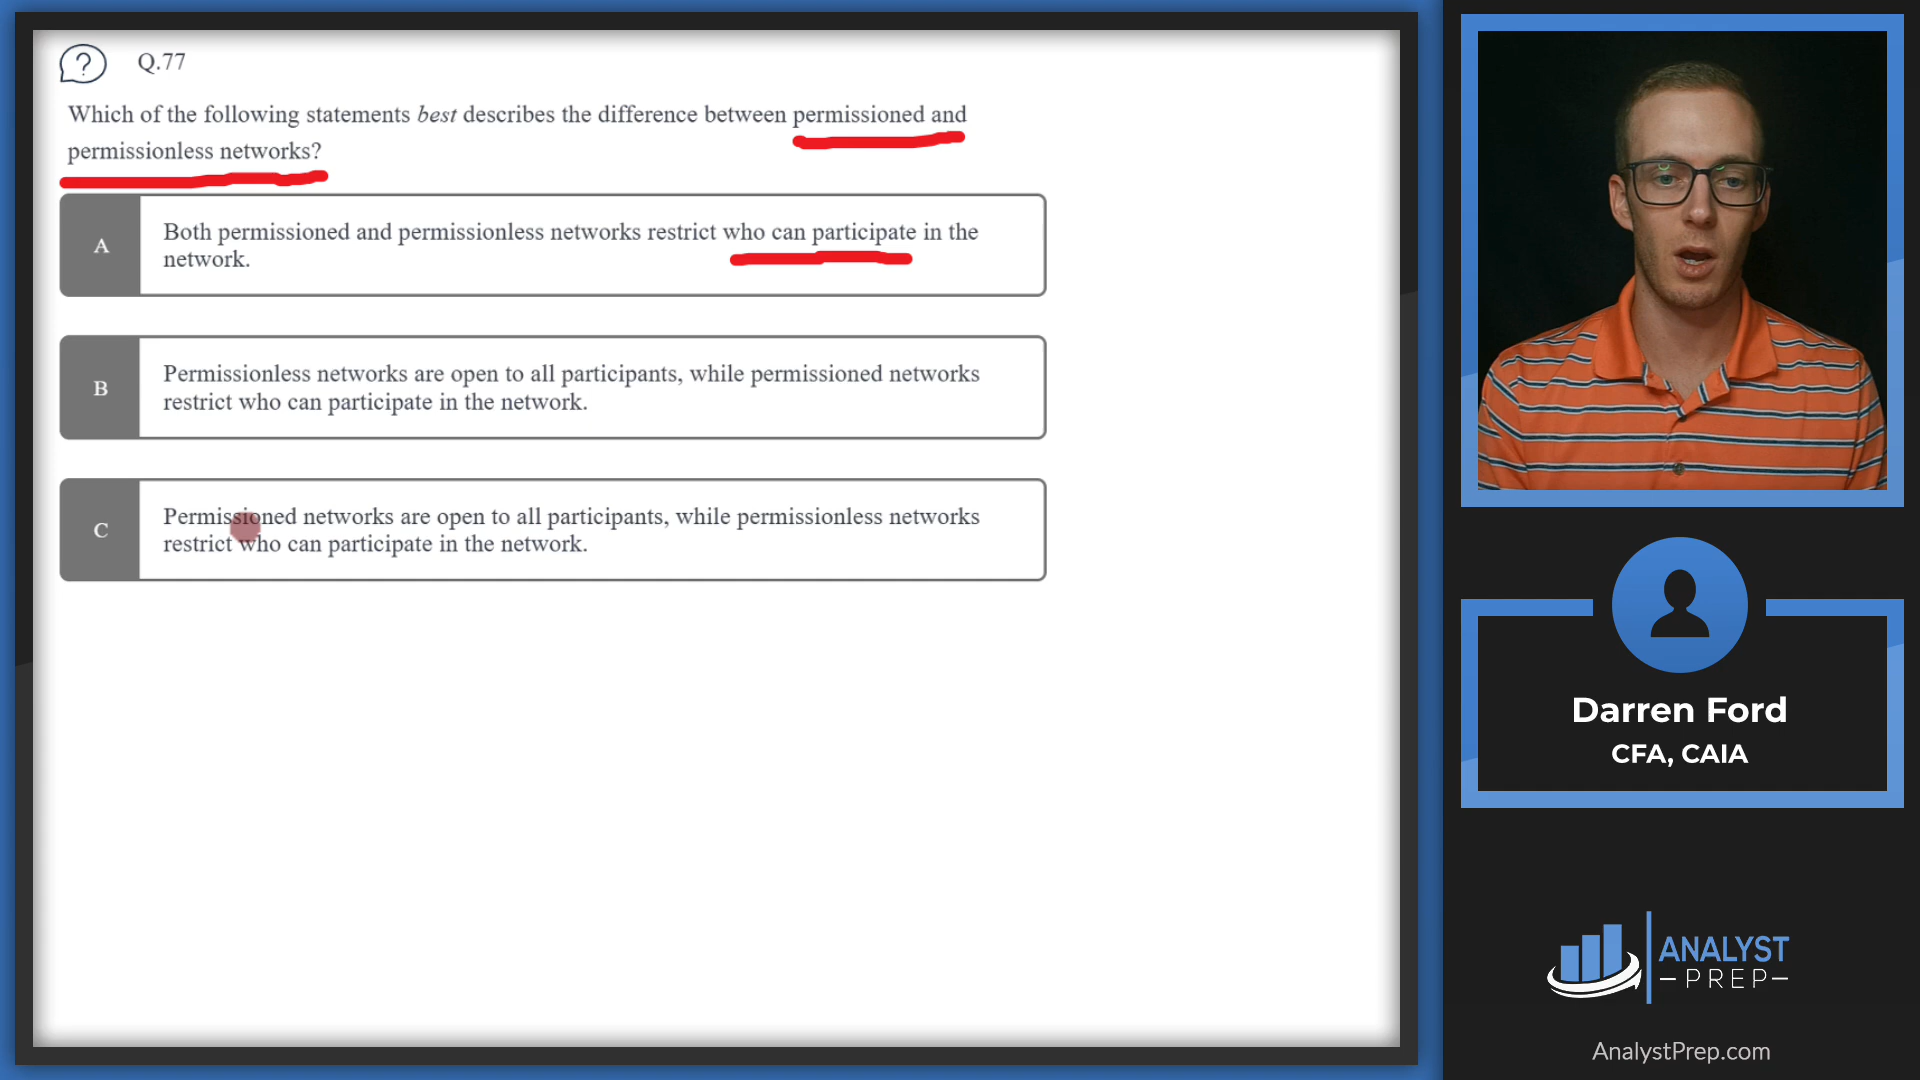 ?
Q.77
Which of the following statements best describes the difference between permissioned and
permissionless networks?
A
Both permissioned and permissionless networks restrict who can participate in the
network.
B
Permissionless networks are open to all participants, while permissioned networks
restrict who can participate in the network.
C
Permissioned networks are open to all participants, while permissionless networks
restrict who can participate in the network.
Darren Ford
CFA, CAIA
ANALYST
PREP
AnalystPrep.com